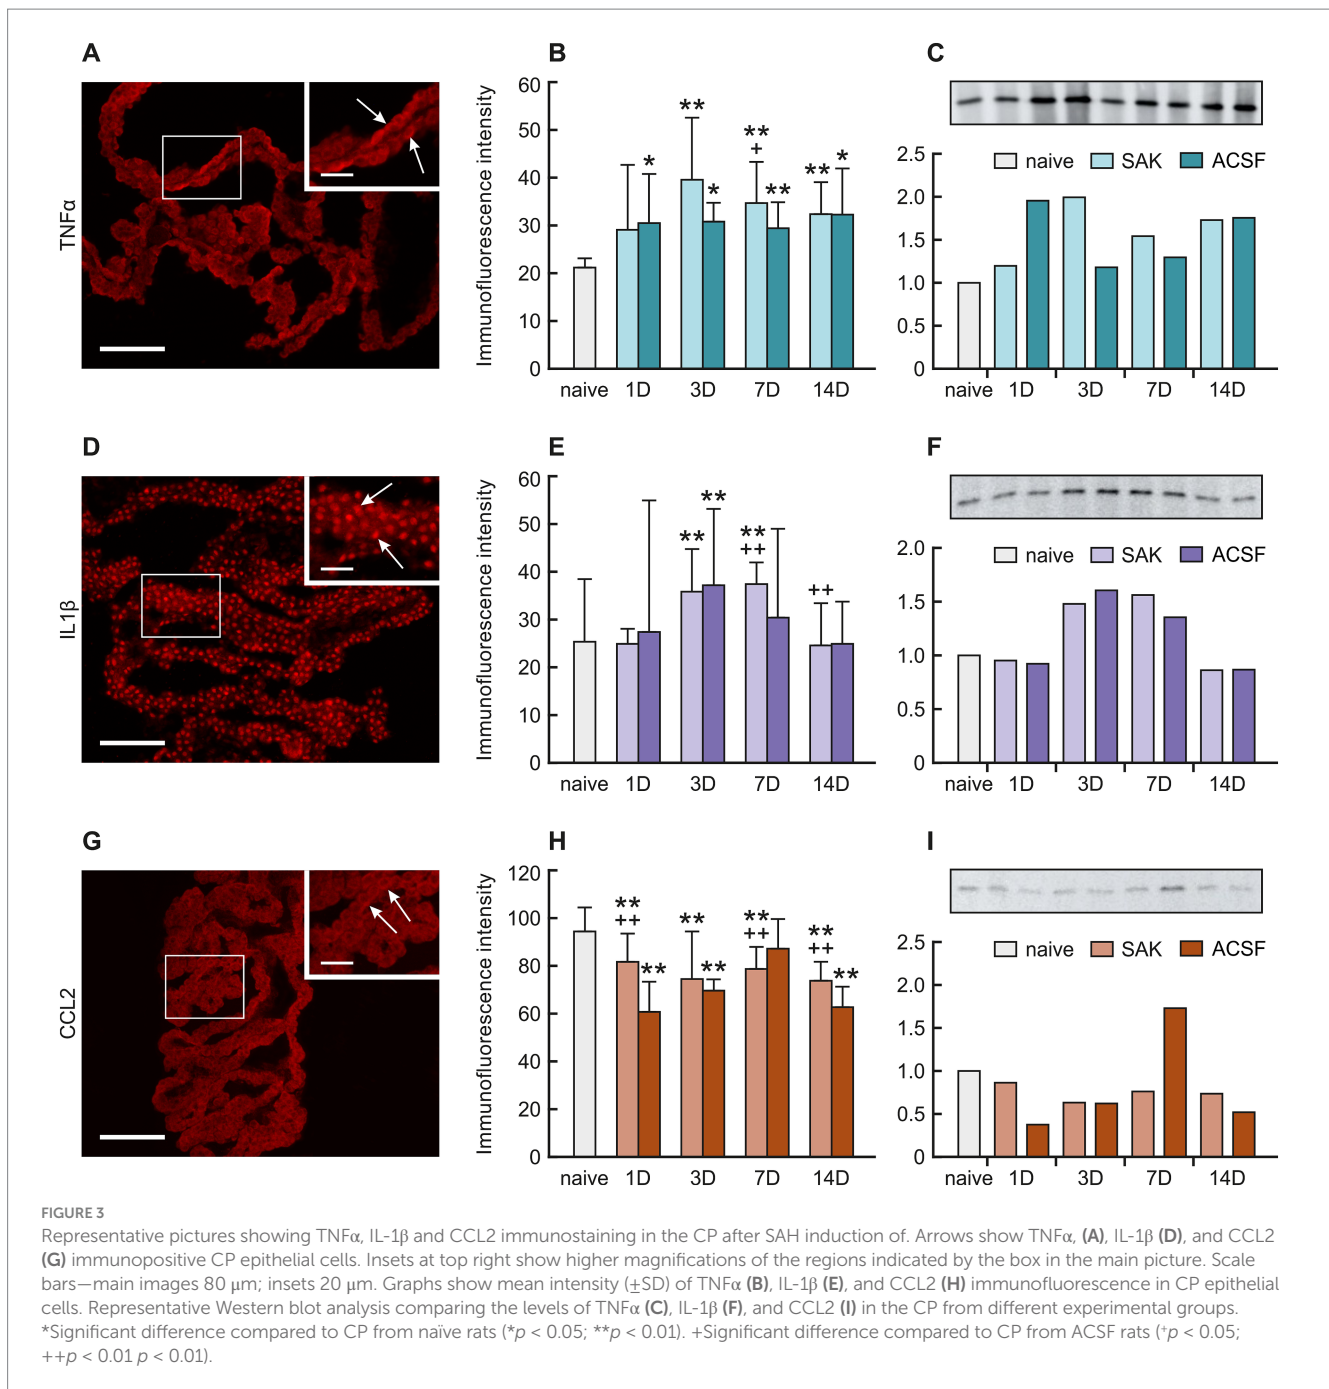 A
TNFα
B
Immunofluorescence intensity
60
50
40
30
20
10
0
** ** +
* * ** ** *
naive 1D 3D 7D 14D
C
2.5
2.0
1.5
1.0
0.5
0
naive SAK ACSF
naive 1D 3D 7D 14D
D
IL1β
E
Immunofluorescence intensity
60
50
40
30
20
10
0
** ** ** ++ ++
naive 1D 3D 7D 14D
F
2.0
1.5
1.0
0.5
0
naive SAK ACSF
naive 1D 3D 7D 14D
G
CCL2
H
Immunofluorescence intensity
120
100
80
60
40
20
0
** ++ ** ** ** ** ++ ** ++ **
naive 1D 3D 7D 14D
I
2.5
2.0
1.5
1.0
0.5
0
naive SAK ACSF
naive 1D 3D 7D 14D
FIGURE 3
Representative pictures showing TNFα, IL-1β and CCL2 immunostaining in the CP after SAH induction of. Arrows show TNFα, (A), IL-1β (D), and CCL2
(G) immunopositive CP epithelial cells. Insets at top right show higher magnifications of the regions indicated by the box in the main picture. Scale
bars—main images 80 μm; insets 20 μm. Graphs show mean intensity (±SD) of TNFα (B), IL-1β (E), and CCL2 (H) immunofluorescence in CP epithelial
cells. Representative Western blot analysis comparing the levels of TNFα (C), IL-1β (F), and CCL2 (I) in the CP from different experimental groups.
*Significant difference compared to CP from naïve rats (*p < 0.05; **p < 0.01). +Significant difference compared to CP from ACSF rats (+p < 0.05;
++p < 0.01 p < 0.01).